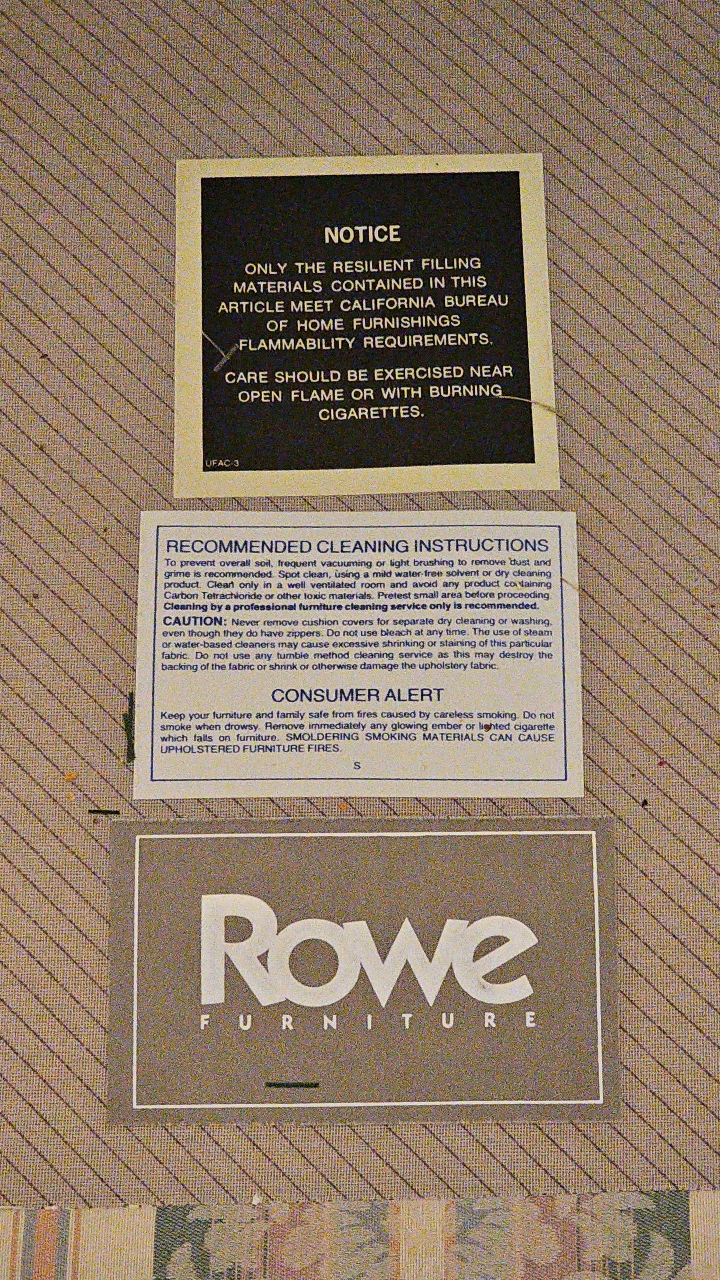 NOTICE
ONLY THE RESILIENT FILLING
MATERIALS CONTAINED IN THIS
ARTICLE MEET CALIFORNIA BUREAU
OF HOME FURNISHINGS
FLAMMABILITY REQUIREMENTS.
CARE SHOULD BE EXERCISED NEAR
OPEN FLAME OR WITH BURNING
CIGARETTES.
UFAC-3
RECOMMENDED CLEANING INSTRUCTIONS
To prevent overall soil, frequent vacuuming or light brushing to remove dust and
grime is recommended. Spot clean, using a mild water-free solvent or dry cleaning
product. Clean only in a well ventilated room and avoid any product containing
Carbon Tetrachloride or other toxic materials. Pretest small area before proceeding.
Cleaning by a professional furniture cleaning service only is recommended.
CAUTION: Never remove cushion covers for separate dry cleaning or washing,
even though they do have zippers. Do not use bleach at any time. The use of steam
or water-based cleaners may cause excessive shrinking or staining of this particular
fabric. Do not use any tumble method cleaning service as this may destroy the
backing of the fabric or shrink or otherwise damage the upholstery fabric.
CONSUMER ALERT
Keep your furniture and family safe from fires caused by careless smoking. Do not
smoke when drowsy. Remove immediately any glowing ember or lighted cigarette
which falls on furniture. SMOLDERING SMOKING MATERIALS CAN CAUSE
UPHOLSTERED FURNITURE FIRES.
S
Rowe
FURNITURE